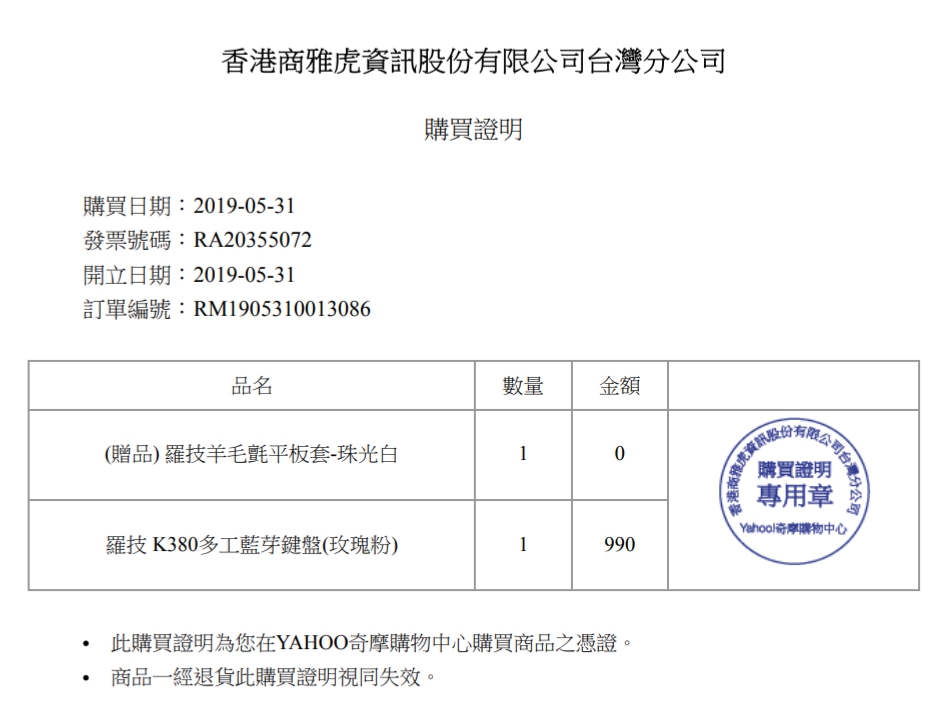 香港商雅虎資訊股份有限公司台灣分公司
購買證明
購買日期：2019-05-31
發票號碼：RA20355072
開立日期：2019-05-31
訂單編號：RM1905310013086
品名 數量 金額
(贈品) 羅技羊毛氈平板套-珠光白 1 0
羅技 K380多工藍芽鍵盤(玫瑰粉) 1 990
香港商雅虎資訊股份有限公司台灣分公司
購買證明
專用章
Yahoo!奇摩購物中心
• 此購買證明為您在YAHOO奇摩購物中心購買商品之憑證。
• 商品一經退貨此購買證明視同失效。